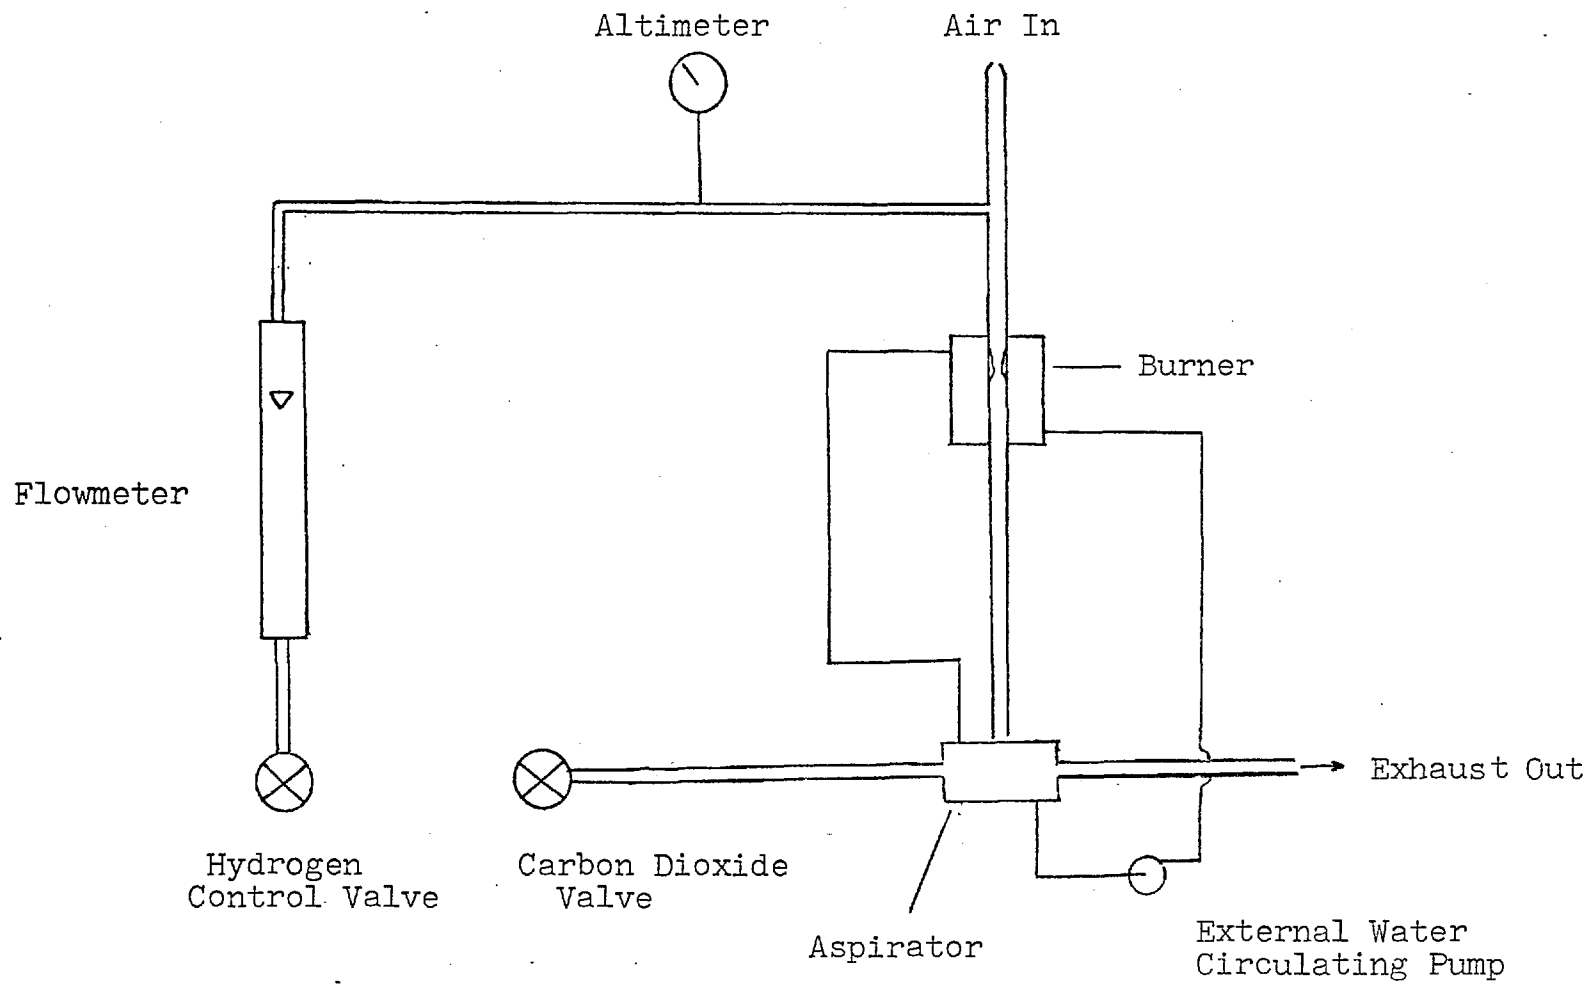 Altimeter
Air In
Burner
Flowmeter
Exhaust Out
Hydrogen
Control Valve
Carbon Dioxide
Valve
Aspirator
External Water
Circulating Pump